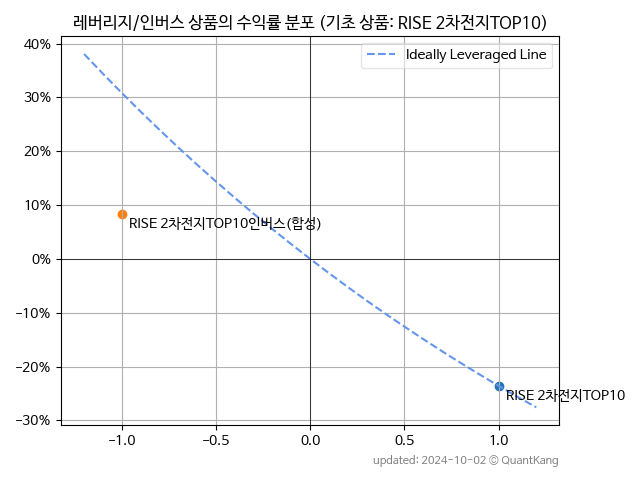 레버리지/인버스 상품의 수익률 분포 (기초 상품: RISE 2차전지TOP10)
40%
30%
20%
10%
0%
-10%
-20%
-30%
Ideally Leveraged Line
RISE 2차전지TOP10인버스(합성)
RISE 2차전지TOP10
-1.0 -0.5 0.0 0.5 1.0
updated: 2024-10-02 © QuantKang